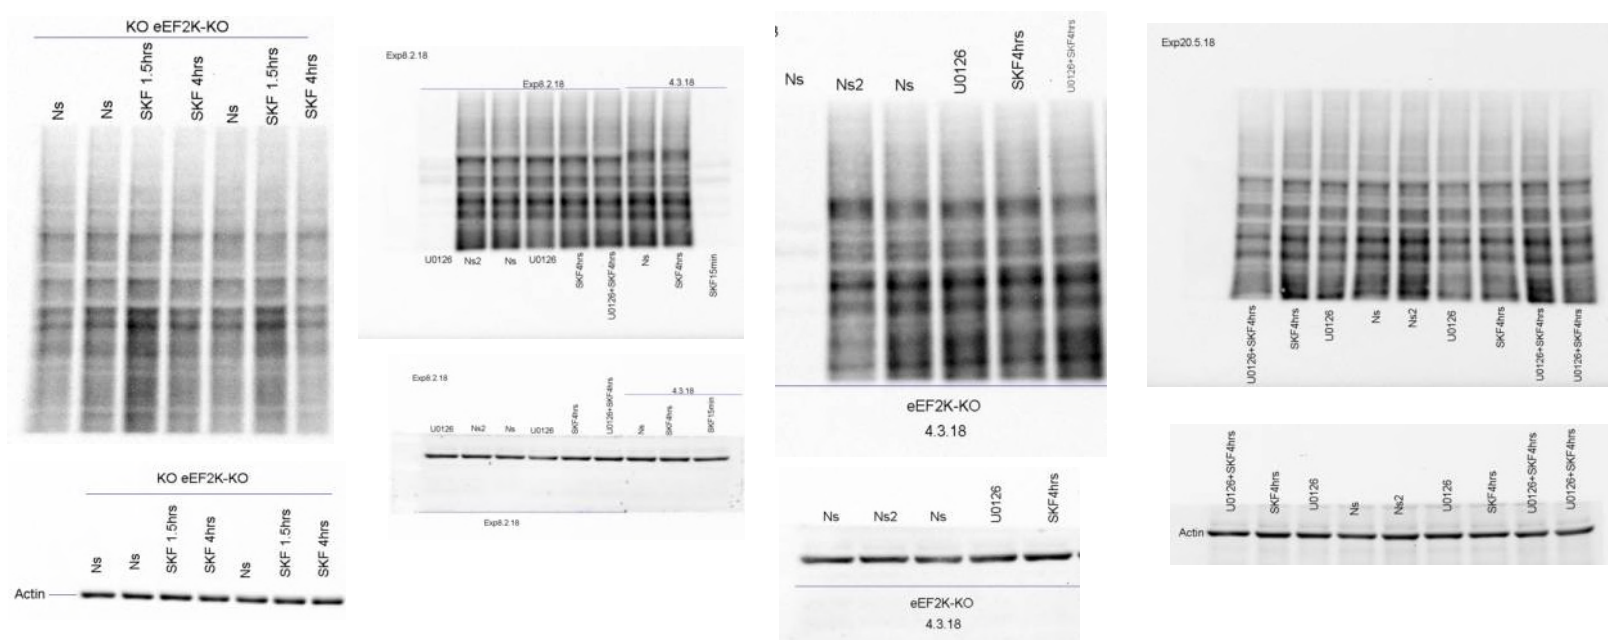 KO eEF2K-KO
Ns
Ns
SKF 1.5hrs
SKF 4hrs
Ns
SKF 1.5hrs
SKF 4hrs
KO eEF2K-KO
Ns
Ns
SKF 1.5hrs
SKF 4hrs
Ns
SKF 1.5hrs
SKF 4hrs
Actin
Exp8.2.18
Exp8.2.18
4.3.18
U0126
Ns2
Ns
U0126
SKF4hrs
U0126+SKF4hrs
Ns
SKF4hrs
SKF15min
Exp8.2.18
4.3.18
U0126
Ns2
Ns
U0126
SKF4hrs
U0126+SKF4hrs
Ns
SKF4hrs
SKF15min
Exp8.2.18
Ns
Ns2
Ns
U0126
SKF4hrs
U0126+SKF4hrs
eEF2K-KO
4.3.18
Ns
Ns2
Ns
U0126
SKF4hrs
eEF2K-KO
4.3.18
Exp20.5.18
U0126+SKF4hrs
SKF4hrs
U0126
Ns
Ns2
U0126
SKF4hrs
U0126+SKF4hrs
U0126+SKF4hrs
U0126+SKF4hrs
SKF4hrs
U0126
Ns
Ns2
U0126
SKF4hrs
U0126+SKF4hrs
U0126+SKF4hrs
Actin